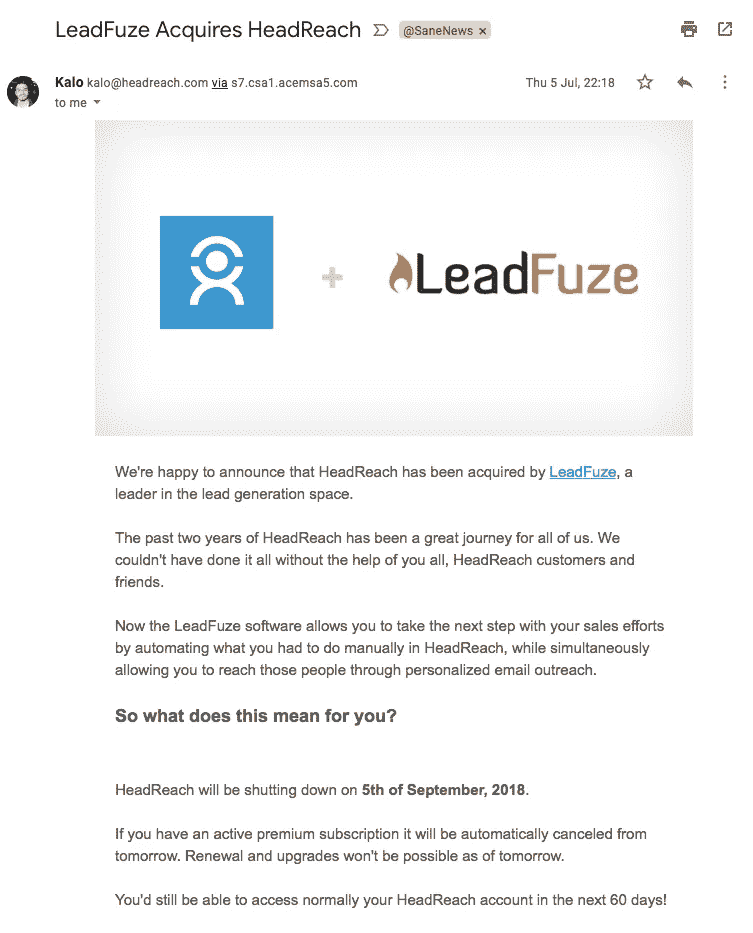 LeadFuze Acquires HeadReach @SaneNews ×
Kalo kalo@headreach.com via s7.csa1.acemsa5.com Thu 5 Jul, 22:18
to me
+ LeadFuze
We're happy to announce that HeadReach has been acquired by LeadFuze, a
leader in the lead generation space.
The past two years of HeadReach has been a great journey for all of us. We
couldn't have done it all without the help of you all, HeadReach customers and
friends.
Now the LeadFuze software allows you to take the next step with your sales efforts
by automating what you had to do manually in HeadReach, while simultaneously
allowing you to reach those people through personalized email outreach.
So what does this mean for you?
HeadReach will be shutting down on 5th of September, 2018.
If you have an active premium subscription it will be automatically canceled from
tomorrow. Renewal and upgrades won't be possible as of tomorrow.
You'd still be able to access normally your HeadReach account in the next 60 days!